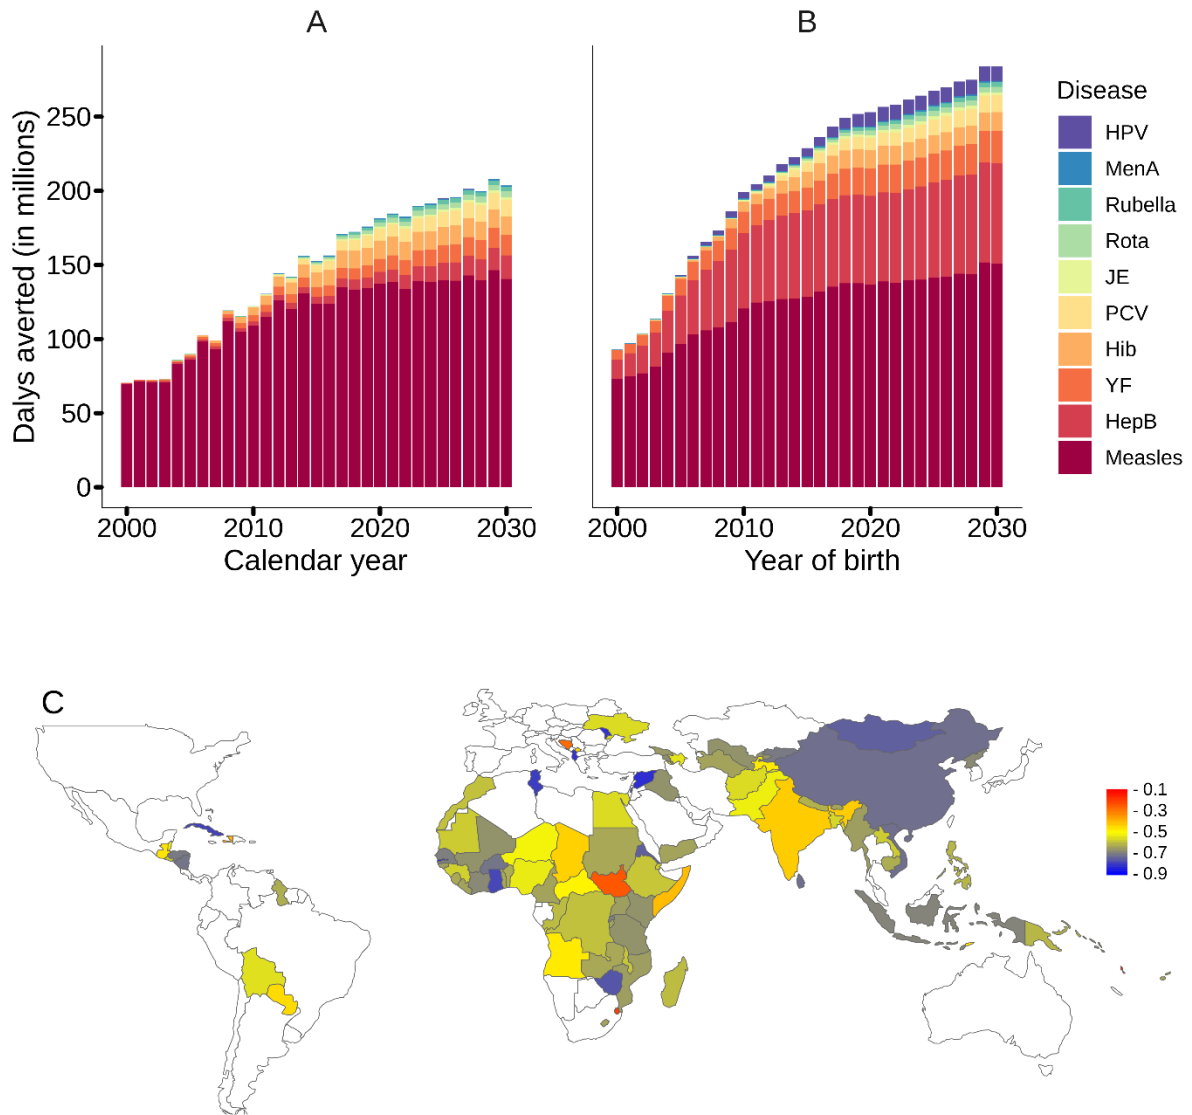 A
B
Dalys averted (in millions)
250
200
150
100
50
0
2000
2010
2020
2030
Calendar year
2000
2010
2020
2030
Year of birth
Disease
HPV
MenA
Rubella
Rota
JE
PCV
Hib
YF
HepB
Measles
C
- 0.1
- 0.3
- 0.5
- 0.7
- 0.9